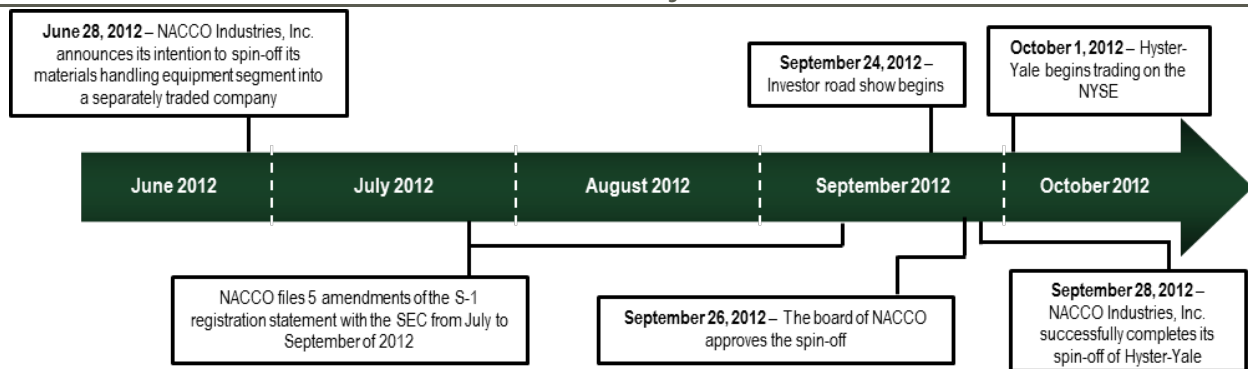 June 28, 2012 – NACCO Industries, Inc.
announces its intention to spin-off its
materials handling equipment segment into
a separately traded company
September 24, 2012 –
Investor road show begins
October 1, 2012 – Hyster-
Yale begins trading on the
NYSE
June 2012
July 2012
August 2012
September 2012
October 2012
NACCO files 5 amendments of the S-1
registration statement with the SEC from July to
September of 2012
September 26, 2012 – The board of NACCO
approves the spin-off
September 28, 2012 –
NACCO Industries, Inc.
successfully completes its
spin-off of Hyster-Yale